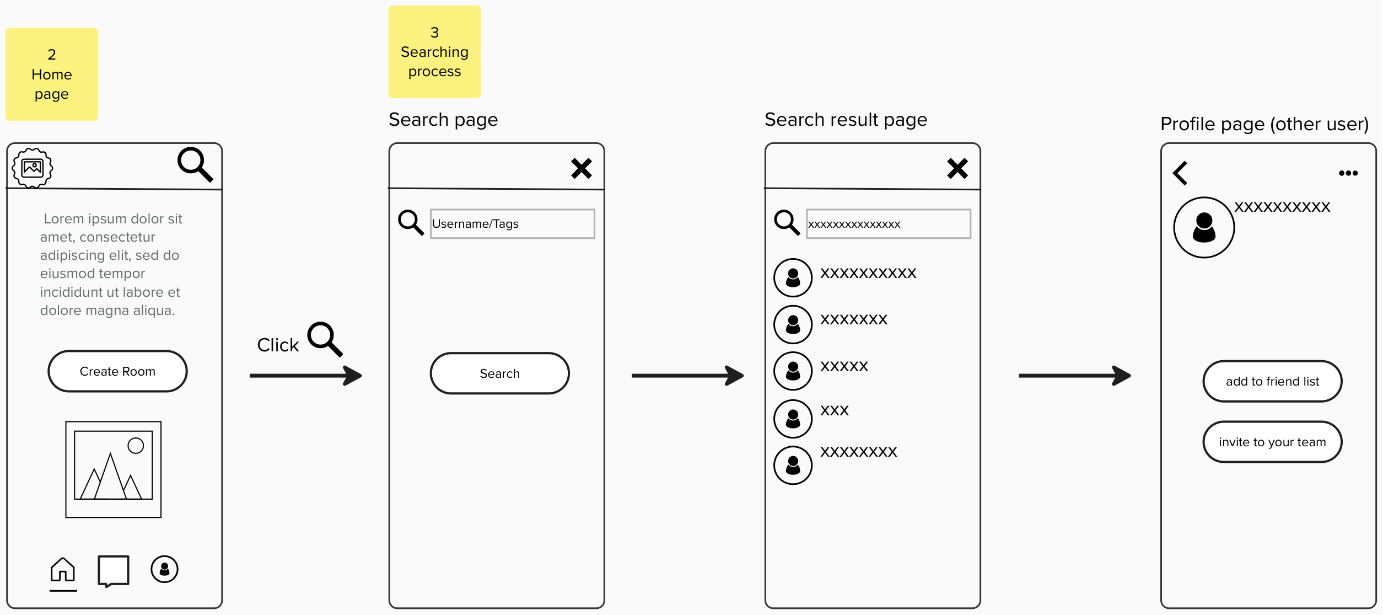 2
Home
page
3
Searching
process
Search page
Search result page
Profile page (other user)
Lorem ipsum dolor sit
amet, consectetur
adipiscing elit, sed do
eiusmod tempor
incididunt ut labore et
dolore magna aliqua.
Create Room
Click
Username/Tags
Search
xxxxxxxxxxxxxxx
xxxxxxxxxx
xxxxxxx
xxxxx
xxx
xxxxxxxx
xxxxxxxxxx
add to friend list
invite to your team